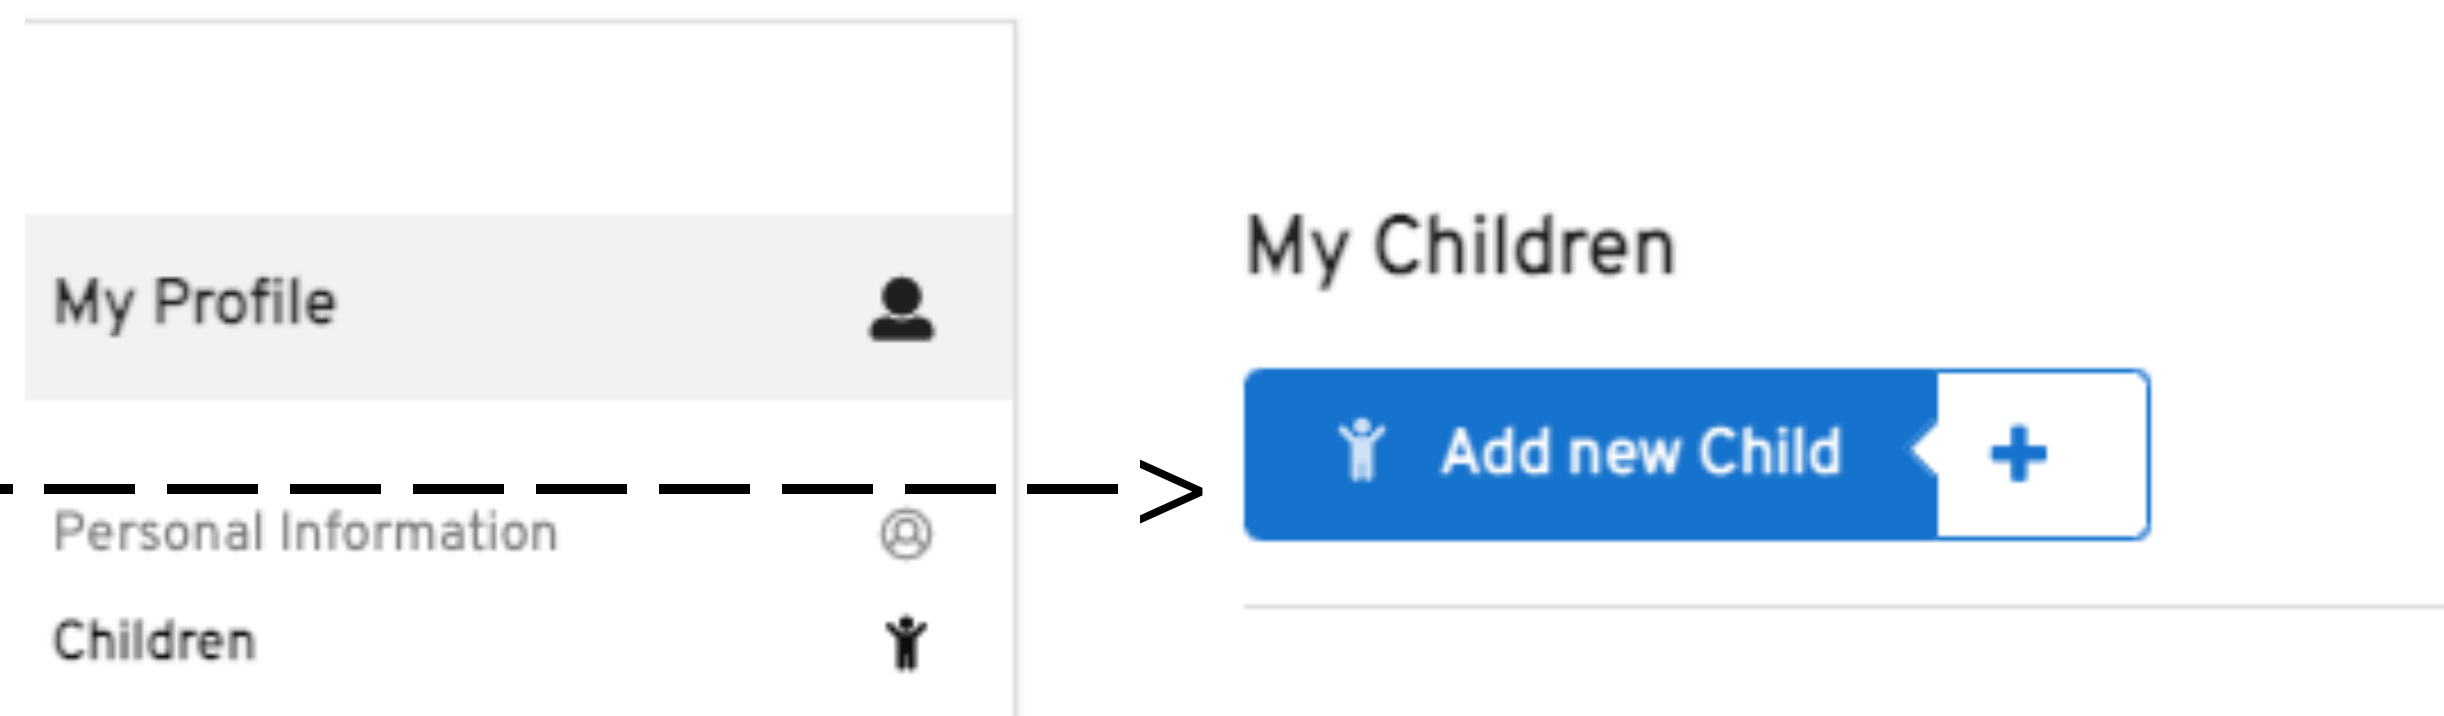 My Profile
Personal Information
Children
My Children
Add new Child